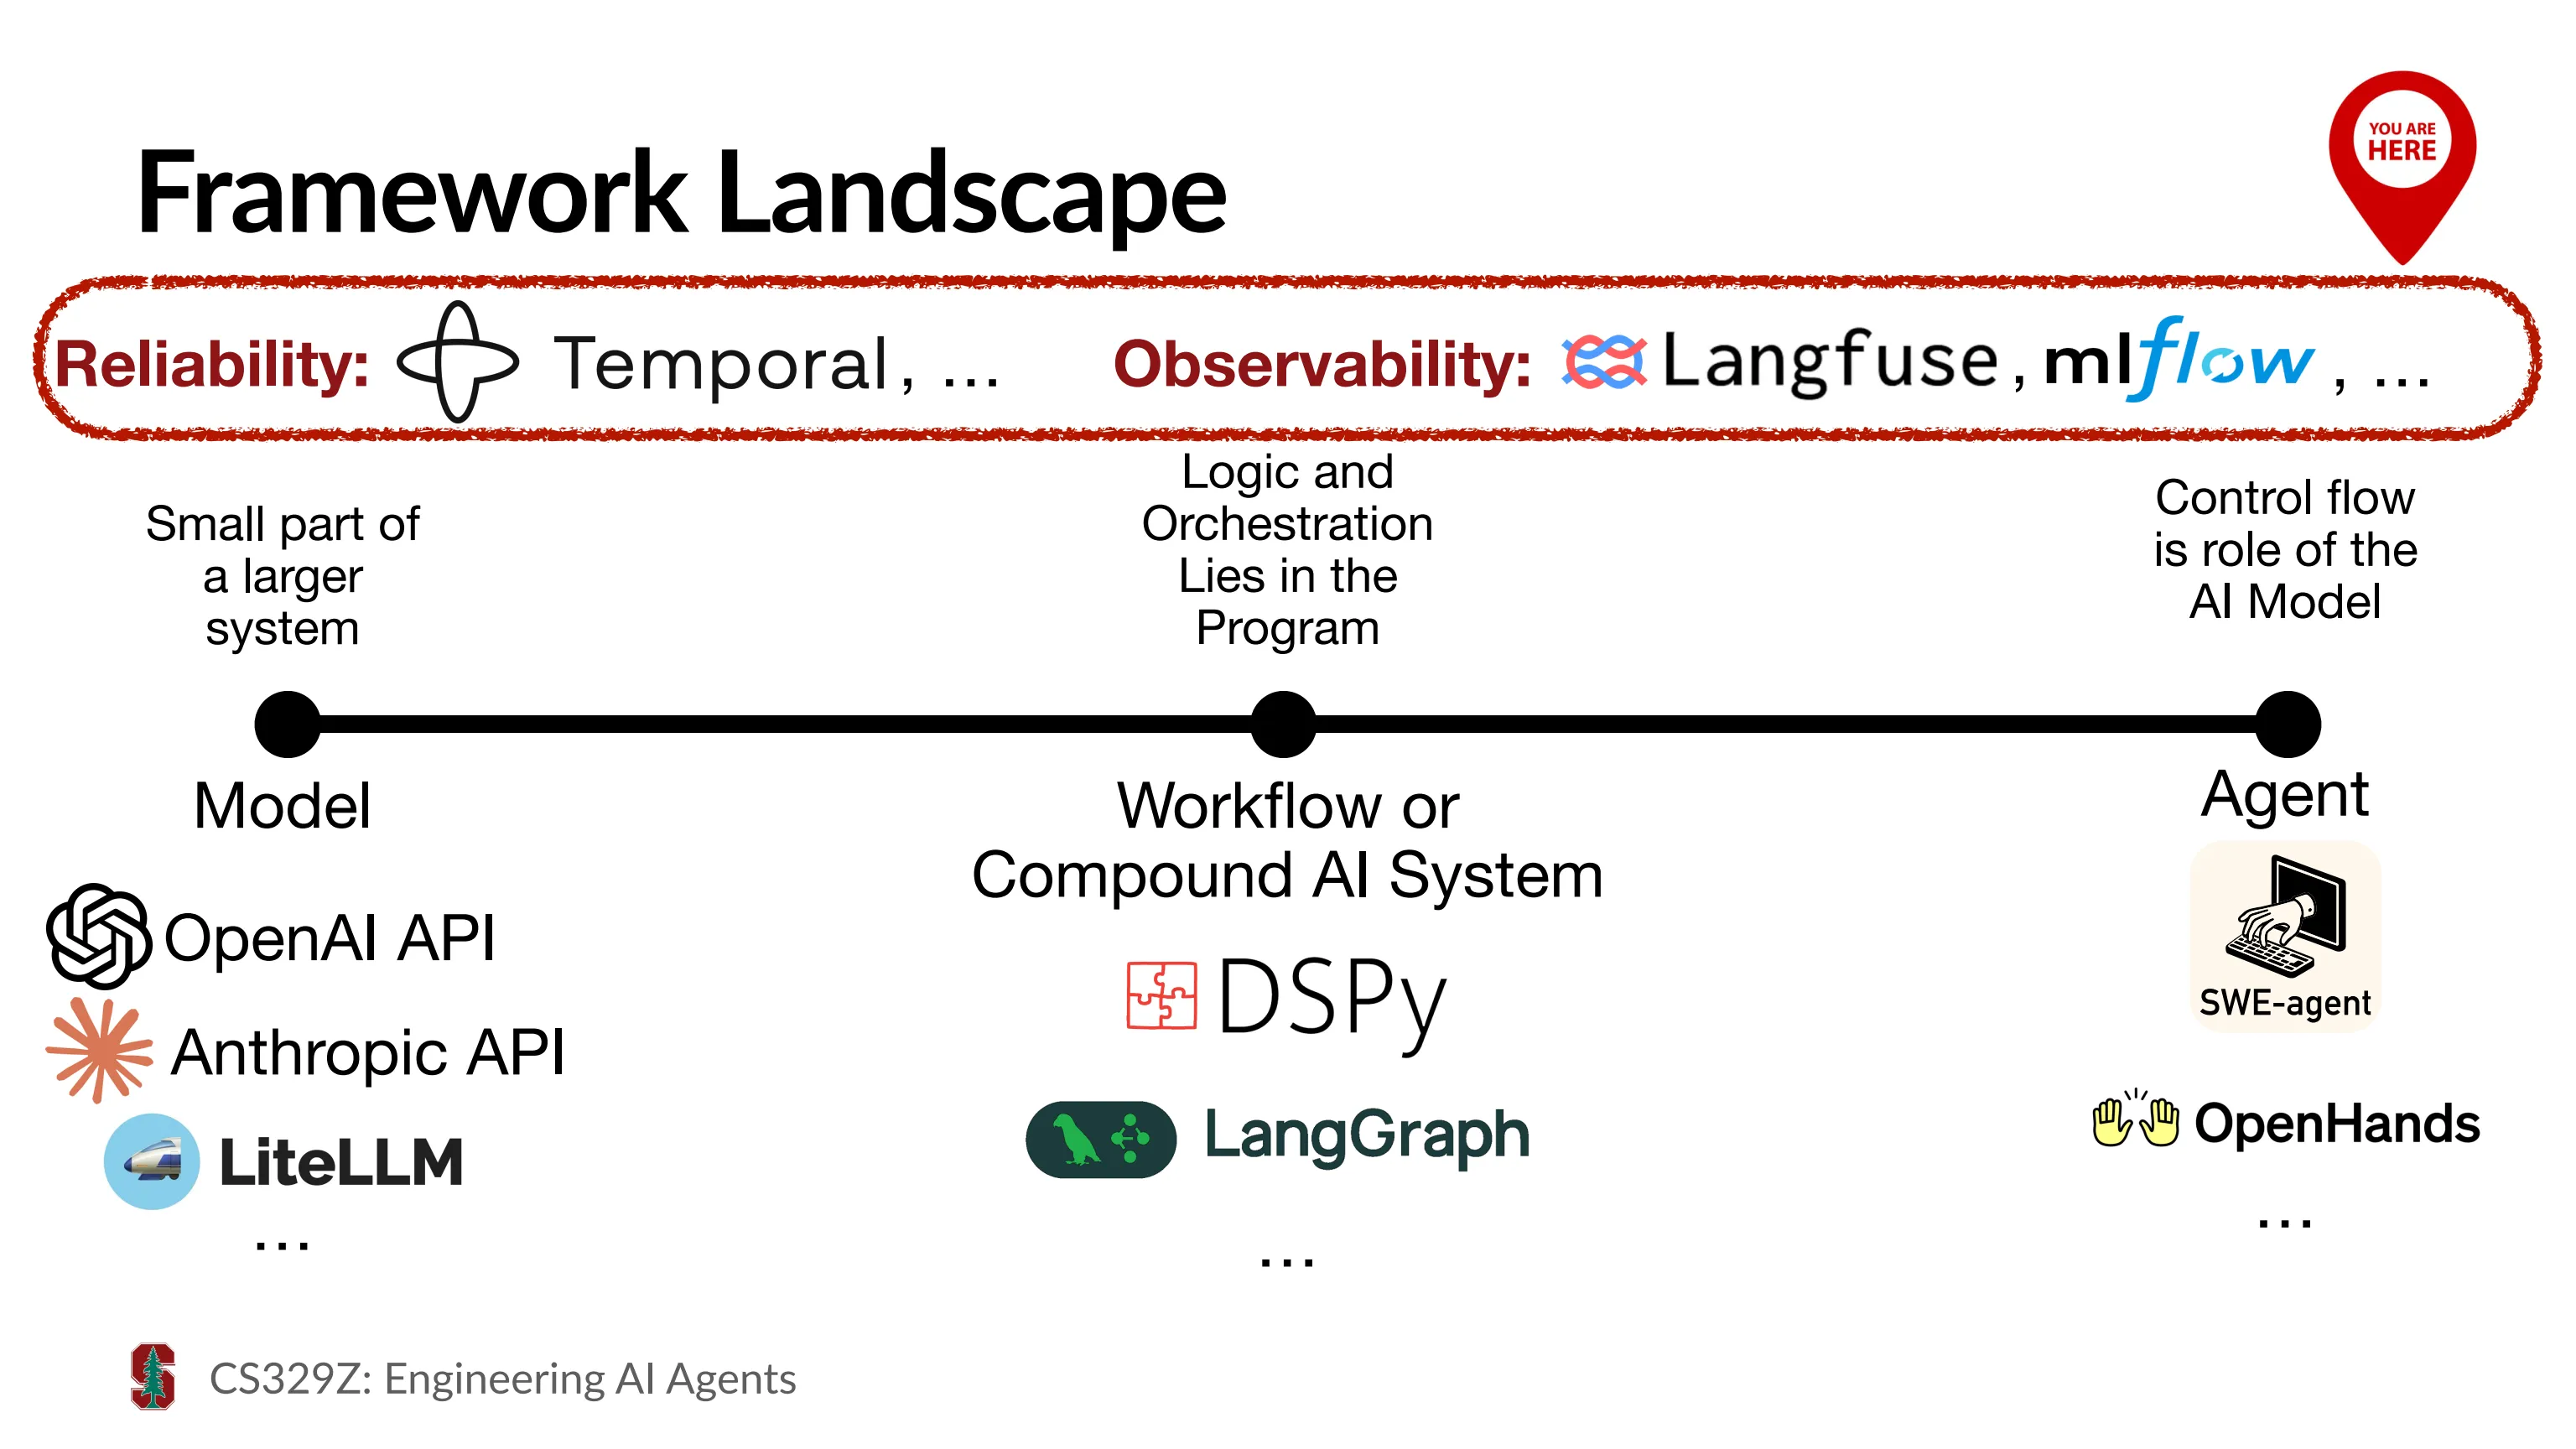 YOU ARE
HERE
Framework Landscape
Reliability: Temporal, ... Observability: Langfuse, mlflow, ...
Small part of
a larger
system
Logic and
Orchestration
Lies in the
Program
Control flow
is role of the
AI Model
Model
Workflow or
Compound AI System
Agent
OpenAI API
Anthropic API
LiteLLM
...
DSPy
LangGraph
...
SWE-agent
OpenHands
...
S
CS329Z: Engineering AI Agents